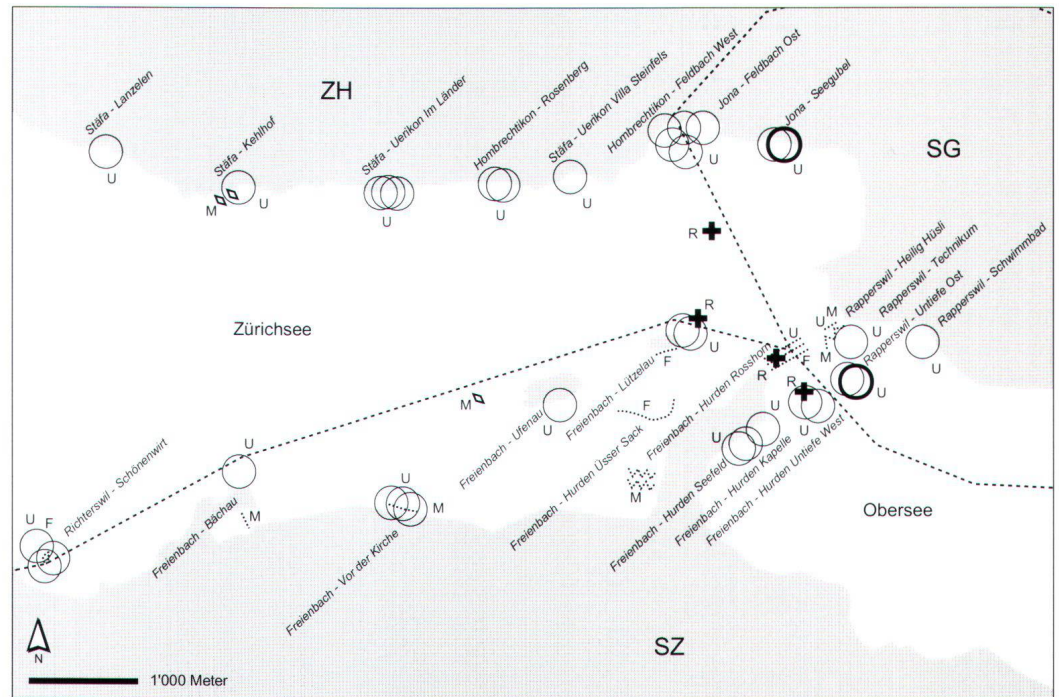 ZH
SG
SZ
Zürichsee
Obersee
Stäfa - Lanzelen
U
Stäfa - Kehlhof
M
U
Stäfa - Uerikon Im Länder
U
Hombrechtikon - Rosenberg
U
Stäfa - Uerikon Villa Steinfels
U
Hombrechtikon - Feldbach West
Jona - Feldbach Ost
U
Jona - Seegubel
U
R
Rapperswil - Heilig Hüsli
Rapperswil - Technikum
Rapperswil - Untiefe Ost
Rapperswil - Schwimmbad
M
U
M
U
U
U
R
U
F
Freienbach - Lützelau
U
F
R
R
U
Freienbach - Hurden Rosshorn
M
Freienbach - Ufenau
U
F
Freienbach - Hurden Üsser Sack
M
U
U
Freienbach - Hurden Seefeld
Freienbach - Hurden Kapelle
Freienbach - Hurden Untiefe West
U
Freienbach - Bächau
M
U
M
Freienbach - Vor der Kirche
U
F
Richterswil - Schönenwirt
N
1'000 Meter